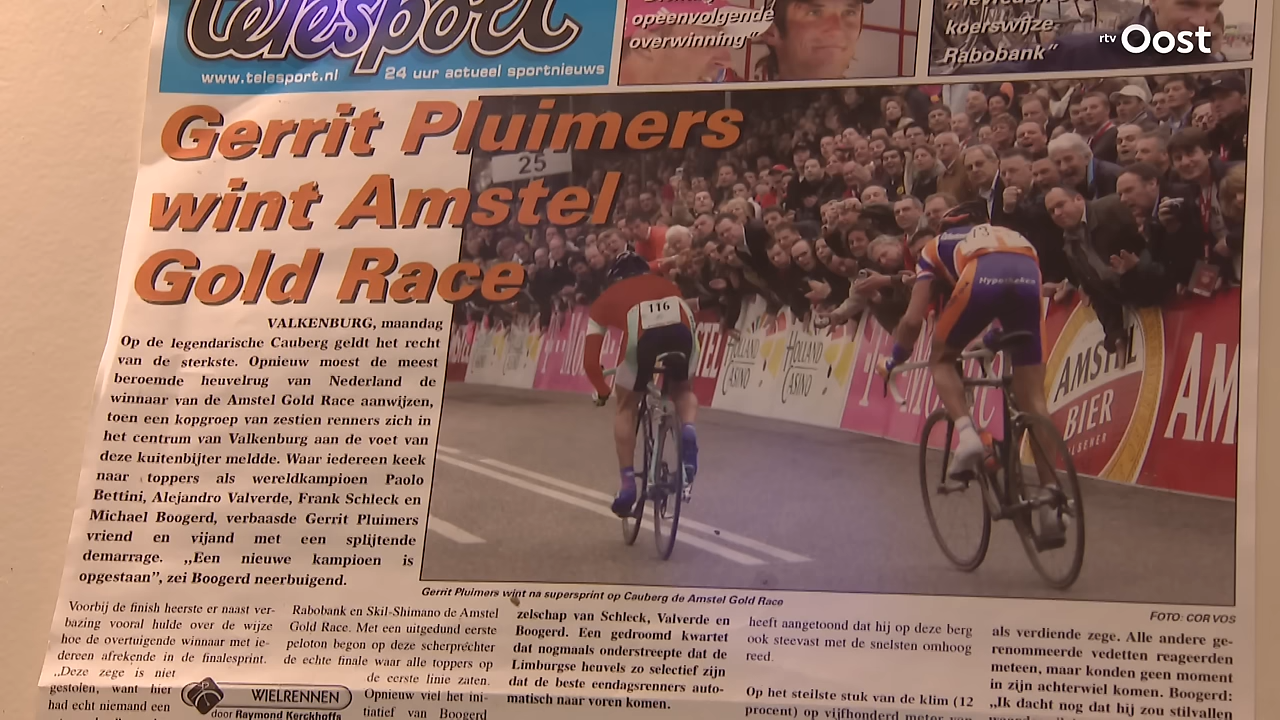 telesport
www.telesport.nl
24 uur actueel sportnieuws
opeenvolgende
overwinning”
koerswijze
Rabobank”
rtv Oost
Gerrit Pluimers
wint Amstel
Gold Race
25
116
Hypotheken
HOLLAND
CASINO
HOLLAND
CASINO
AMSTEL
BIER
PILSENER
AM
VALKENBURG, maandag
Op de legendarische Cauberg geldt het recht
van de sterkste. Opnieuw moest de meest
beroemde heuvelrug van Nederland de
winnaar van de Amstel Gold Race aanwijzen,
toen een kopgroep van zestien renners zich in
het centrum van Valkenburg aan de voet van
deze kuitenbijter meldde. Waar iedereen keek
naar toppers als wereldkampioen Paolo
Bettini, Alejandro Valverde, Frank Schleck en
Michael Boogerd, verbaasde Gerrit Pluimers
vriend en vijand met een splijtende
demarrage. „Een nieuwe kampioen is
opgestaan”, zei Boogerd neerbuigend.
Gerrit Pluimers wint na supersprint op Cauberg de Amstel Gold Race
FOTO: COR VOS
Voorbij de finish heerste er naast ver-
bazing vooral hulde over de wijze
hoe de overtuigende winnaar met ie-
dereen afrekende in de finalesprint.
„Deze zege is niet
gestolen, want hier
had echt niemand een
WIELRENNEN
door Raymond Kerckhoffs
Rabobank en Skil-Shimano de Amstel
Gold Race. Met een uitgedund eerste
peloton begon op deze scherprechter
de echte finale waar alle toppers op
de eerste linie zaten.
Opnieuw viel het ini-
tiatief van Boogerd
zelschap van Schleck, Valverde en
Boogerd. Een gedroomd kwartet
dat nogmaals onderstreepte dat de
Limburgse heuvels zo selectief zijn
dat de beste eendagsrenners auto-
matisch naar voren komen.
heeft aangetoond dat hij op deze berg
ook steevast met de snelsten omhoog
reed.
Op het steilste stuk van de klim (12
procent) op vijfhonderd meter van
als verdiende zege. Alle andere ge-
renommeerde vedetten reageerden
meteen, maar konden geen moment
in zijn achterwiel komen. Boogerd:
„Ik dacht nog dat hij zou stilvallen